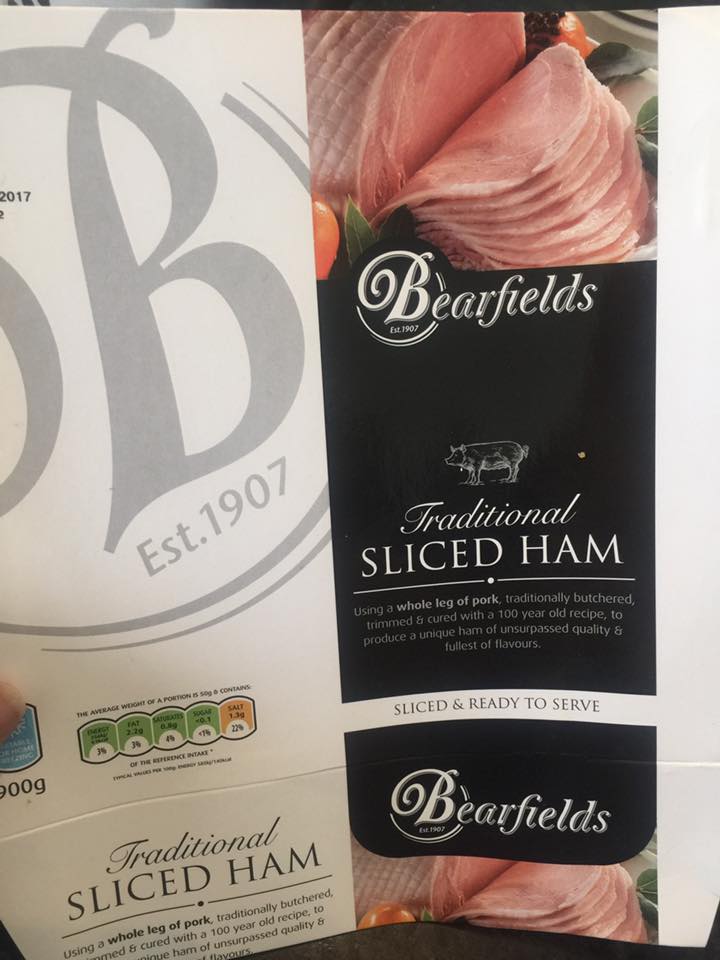 2017
Est.1907
THE AVERAGE WEIGHT OF A PORTION IS 50g & CONTAINS:
ENERGY
3%
FAT
2.2g
3%
SATURATES
0.8g
4%
SUGAR
<0.1
<1%
SALT
1.3g
22%
OF THE REFERENCE INTAKE*
TYPICAL VALUES PER 100g: ENERGY
900g
Traditional
SLICED HAM
Using a whole leg of pork, traditionally butchered,
mmed & cured with a 100 year old recipe, to
nique ham of unsurpassed quality &
of flavours.
Bearfields
Est.1907
Traditional
SLICED HAM
Using a whole leg of pork, traditionally butchered,
trimmed & cured with a 100 year old recipe, to
produce a unique ham of unsurpassed quality &
fullest of flavours.
SLICED & READY TO SERVE
Bearfields
Est.1907